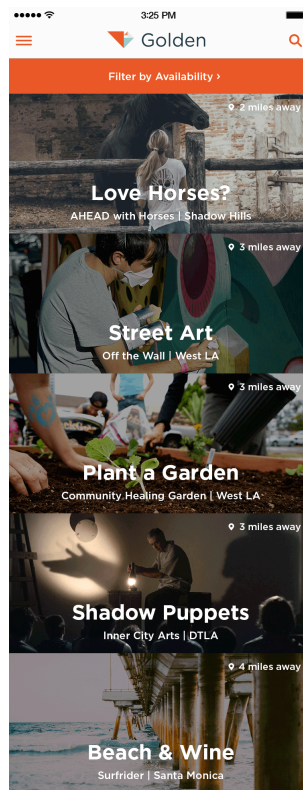 3:25 PM
Golden
Filter by Availability ›
2 miles away
Love Horses?
AHEAD with Horses | Shadow Hills
3 miles away
Street Art
Off the Wall | West LA
3 miles away
Plant a Garden
Community Healing Garden | West LA
3 miles away
Shadow Puppets
Inner City Arts | DTLA
4 miles away
Beach & Wine
Surfrider | Santa Monica